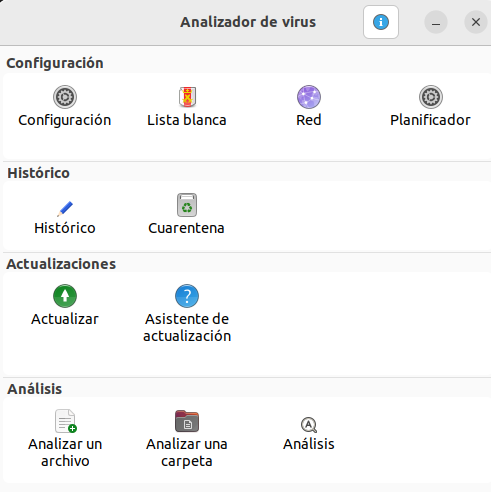 Analizador de virus
Configuración
Configuración Lista blanca Red Planificador
Histórico
Histórico Cuarentena
Actualizaciones
Actualizar Asistente de
actualización
Análisis
Analizar un Analizar una Análisis
archivo carpeta